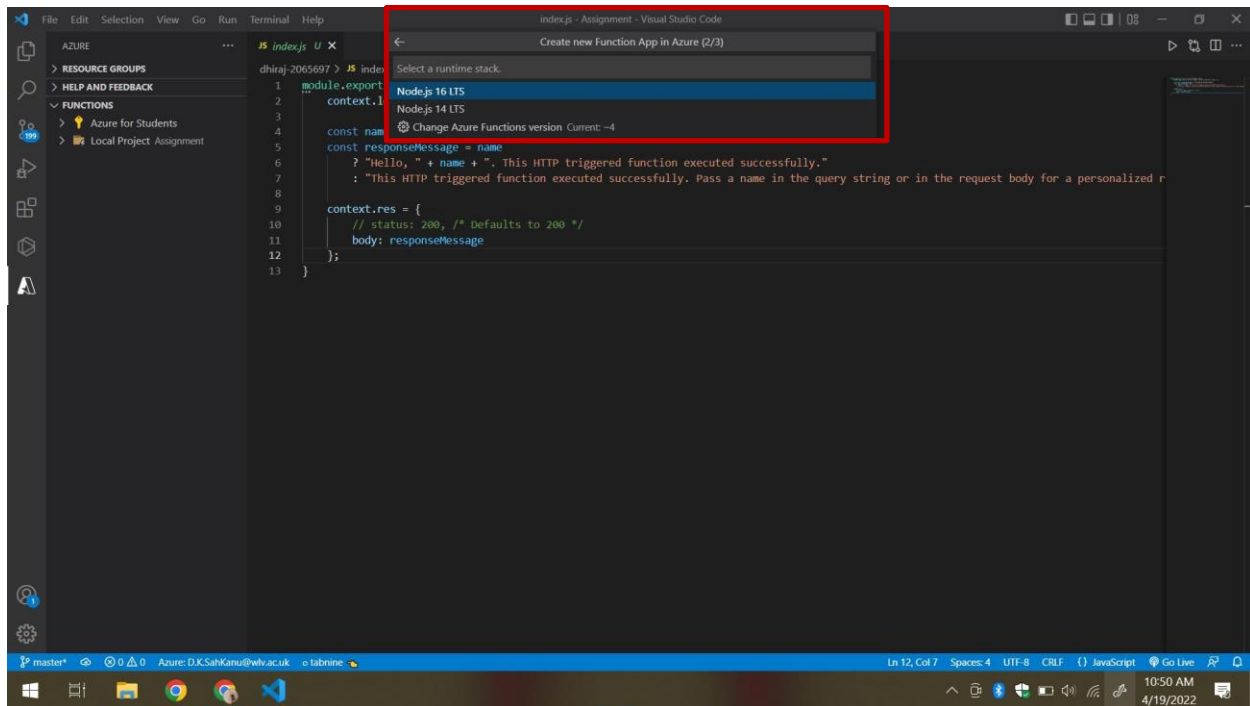 File Edit Selection View Go Run Terminal Help
index.js - Assignment - Visual Studio Code
AZURE
JS index.js U
Create new Function App in Azure (2/3)
RESOURCE GROUPS
HELP AND FEEDBACK
FUNCTIONS
Azure for Students
Local Project Assignment
dhiraj-2065697 > JS index
Select a runtime stack.
Node.js 16 LTS
Node.js 14 LTS
Change Azure Functions version Current: ~4
1 module.export
2 context.l
3
4 const nam
5 const responseMessage = name
6 ? "Hello, " + name + ". This HTTP triggered function executed successfully."
7 : "This HTTP triggered function executed successfully. Pass a name in the query string or in the request body for a personalized r
8
9 context.res = {
10 // status: 200, /* Defaults to 200 */
11 body: responseMessage
12 };
13 }
199
1
master* 0 0 Azure: D.K.SahKanu@wlv.ac.uk tabnine
Ln 12, Col 7 Spaces: 4 UTF-8 CRLF {} JavaScript Go Live
10:50 AM
4/19/2022